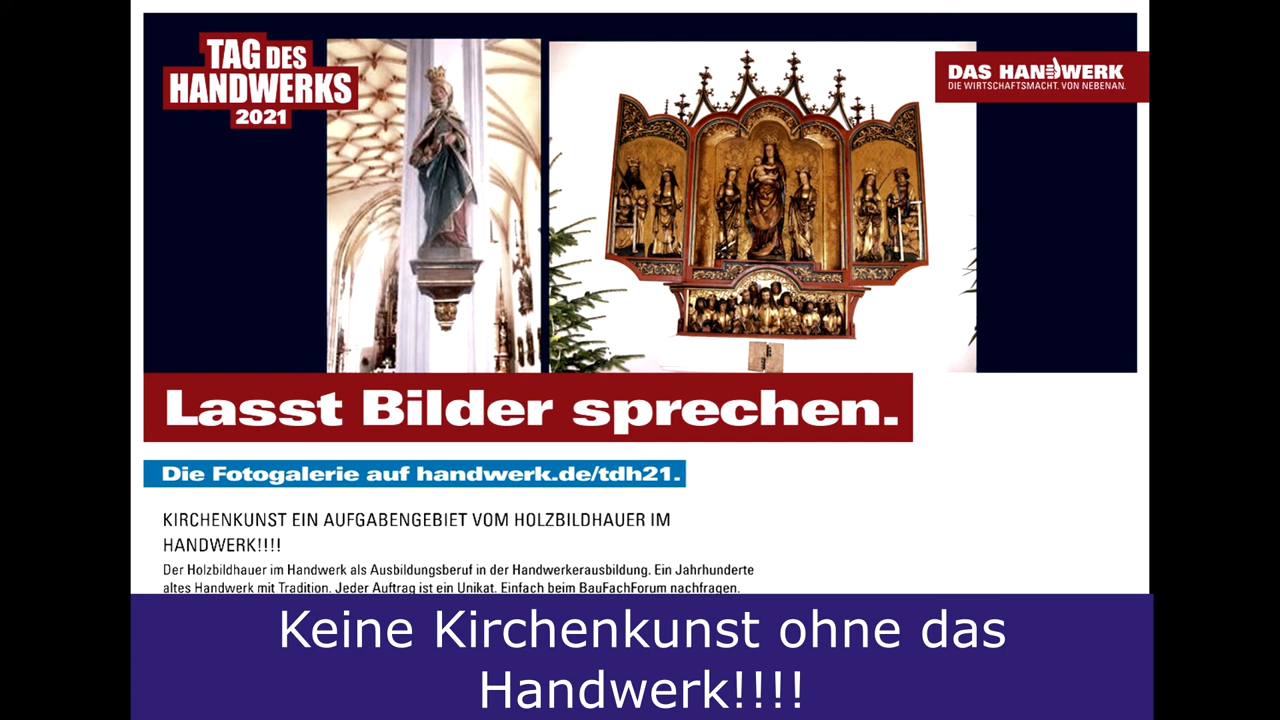 TAG DES
HANDWERKS
2021
DAS HANDWERK
DIE WIRTSCHAFTSMACHT. VON NEBENAN.
Lasst Bilder sprechen.
Die Fotogalerie auf handwerk.de/tdh21.
KIRCHENKUNST EIN AUFGABENGEBIET VOM HOLZBILDHAUER IM
HANDWERK!!!!
Der Holzbildhauer im Handwerk als Ausbildungsberuf in der Handwerkerausbildung. Ein Jahrhunderte
altes Handwerk mit Tradition. Jeder Auftrag ist ein Unikat. Einfach beim BauFachForum nachfragen.
Keine Kirchenkunst ohne das
Handwerk!!!!